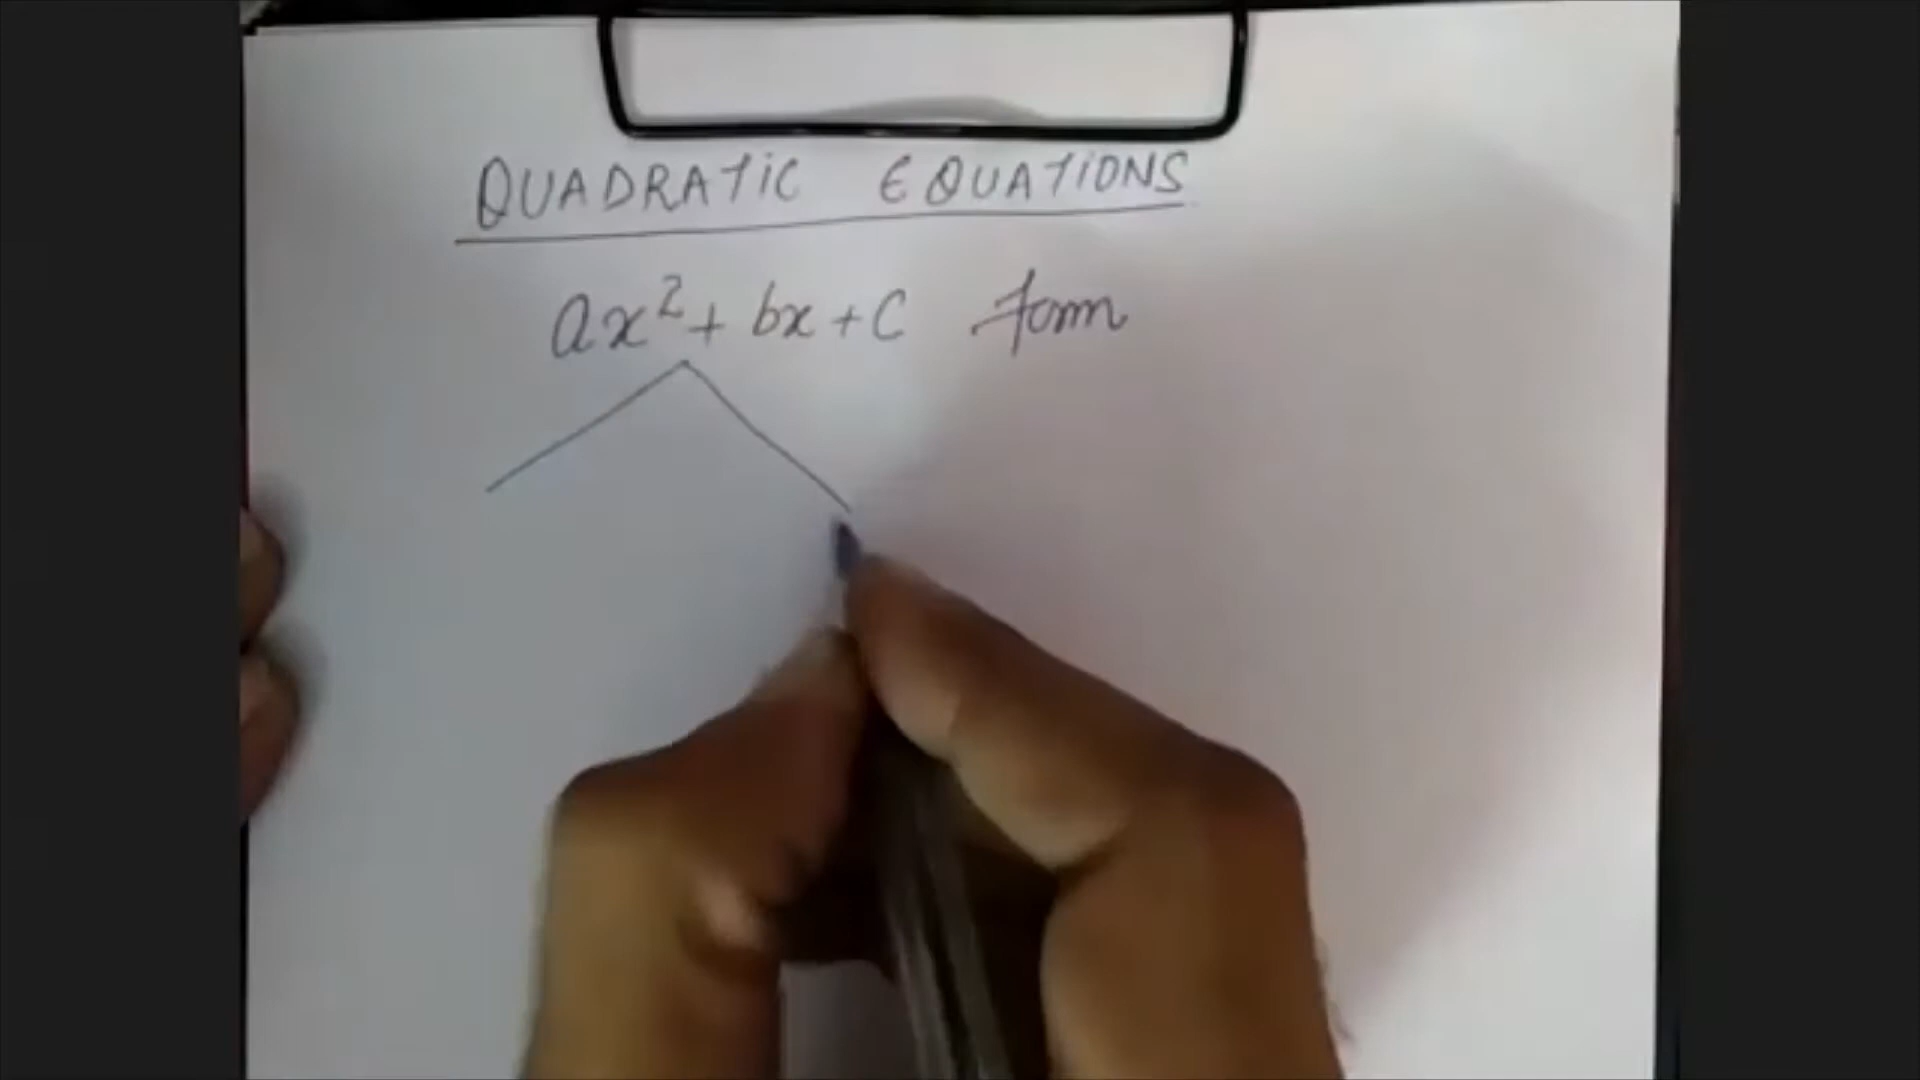 QUADRATIC EQUATIONS
ax² + bx + c form